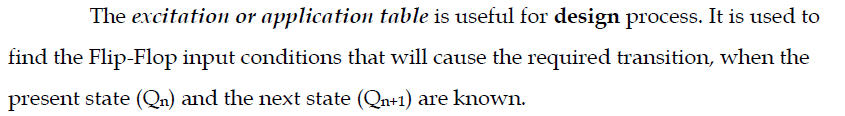 The excitation or application table is useful for design process. It is used to
find the Flip-Flop input conditions that will cause the required transition, when the
present state (Qn) and the next state (Qn+1) are known.